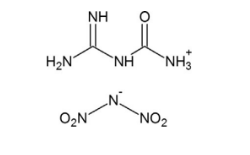 NH O
H₂N NH NH₃⁺
N⁻
O₂N NO₂